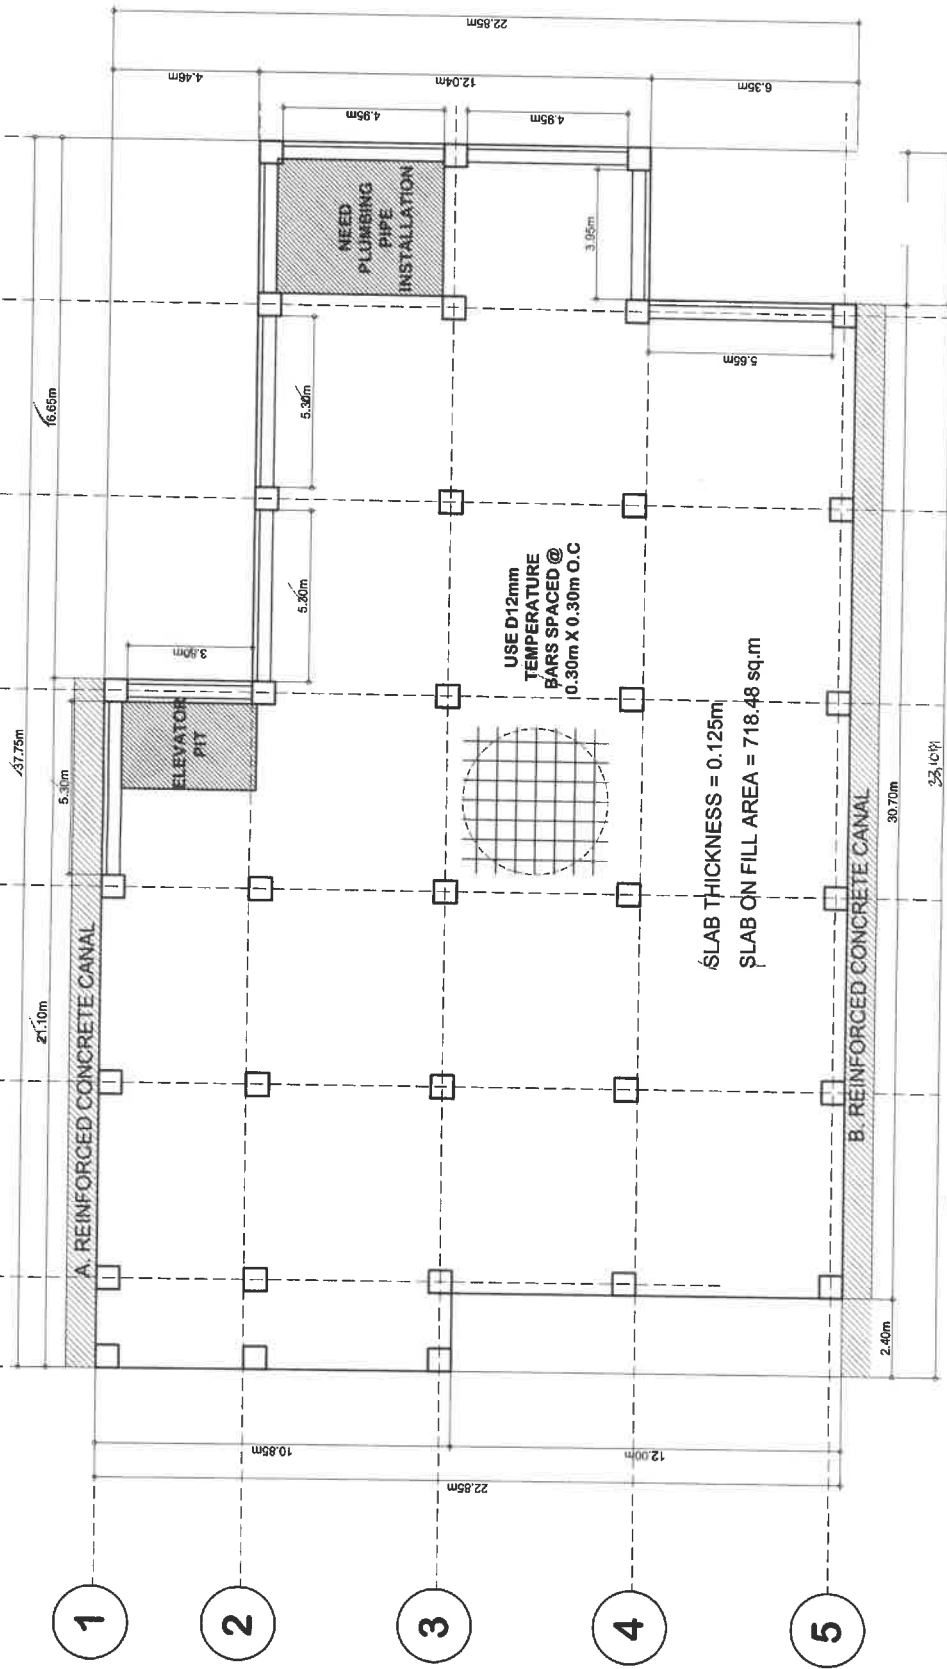 22.85m
4.46m
12.04m
6.35m
4.95m
4.95m
37.75m
16.65m
21.10m
5.30m
5.30m
5.30m
3.80m
3.95m
5.65m
NEED
PLUMBING
PIPE
INSTALLATION
ELEVATOR
PIT
USE D12mm
TEMPERATURE
BARS SPACED @
0.30m X 0.30m O.C
SLAB THICKNESS = 0.125m
SLAB ON FILL AREA = 718.48 sq.m
A. REINFORCED CONCRETE CANAL
B. REINFORCED CONCRETE CANAL
30.70m
2.40m
10.85m
12.00m
22.85m
1
2
3
4
5